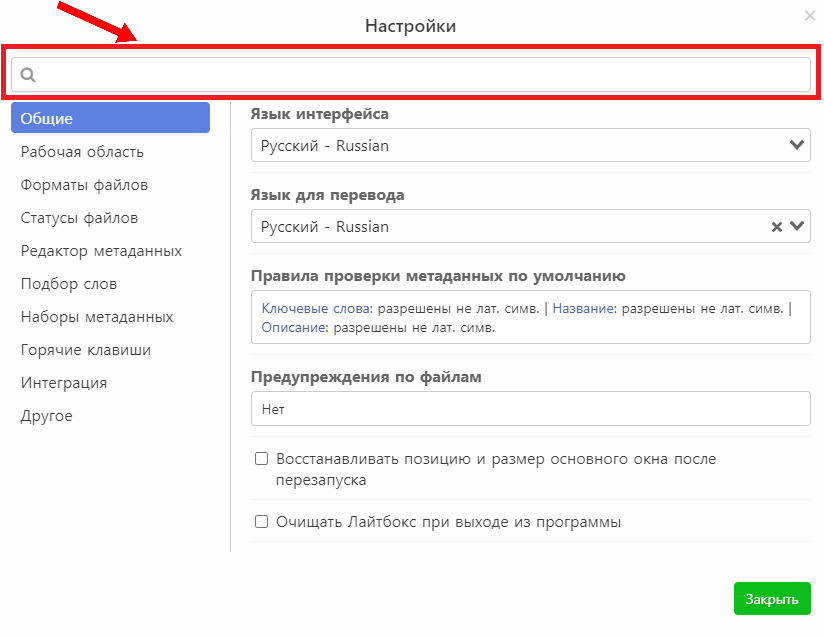 Настройки
Общие
Рабочая область
Форматы файлов
Статусы файлов
Редактор метаданных
Подбор слов
Наборы метаданных
Горячие клавиши
Интеграция
Другое
Язык интерфейса
Русский - Russian
Язык для перевода
Русский - Russian
Правила проверки метаданных по умолчанию
Ключевые слова: разрешены не лат. симв. | Название: разрешены не лат. симв. |
Описание: разрешены не лат. симв.
Предупреждения по файлам
Нет
Восстанавливать позицию и размер основного окна после
перезапуска
Очищать Лайтбокс при выходе из программы
Закрыть